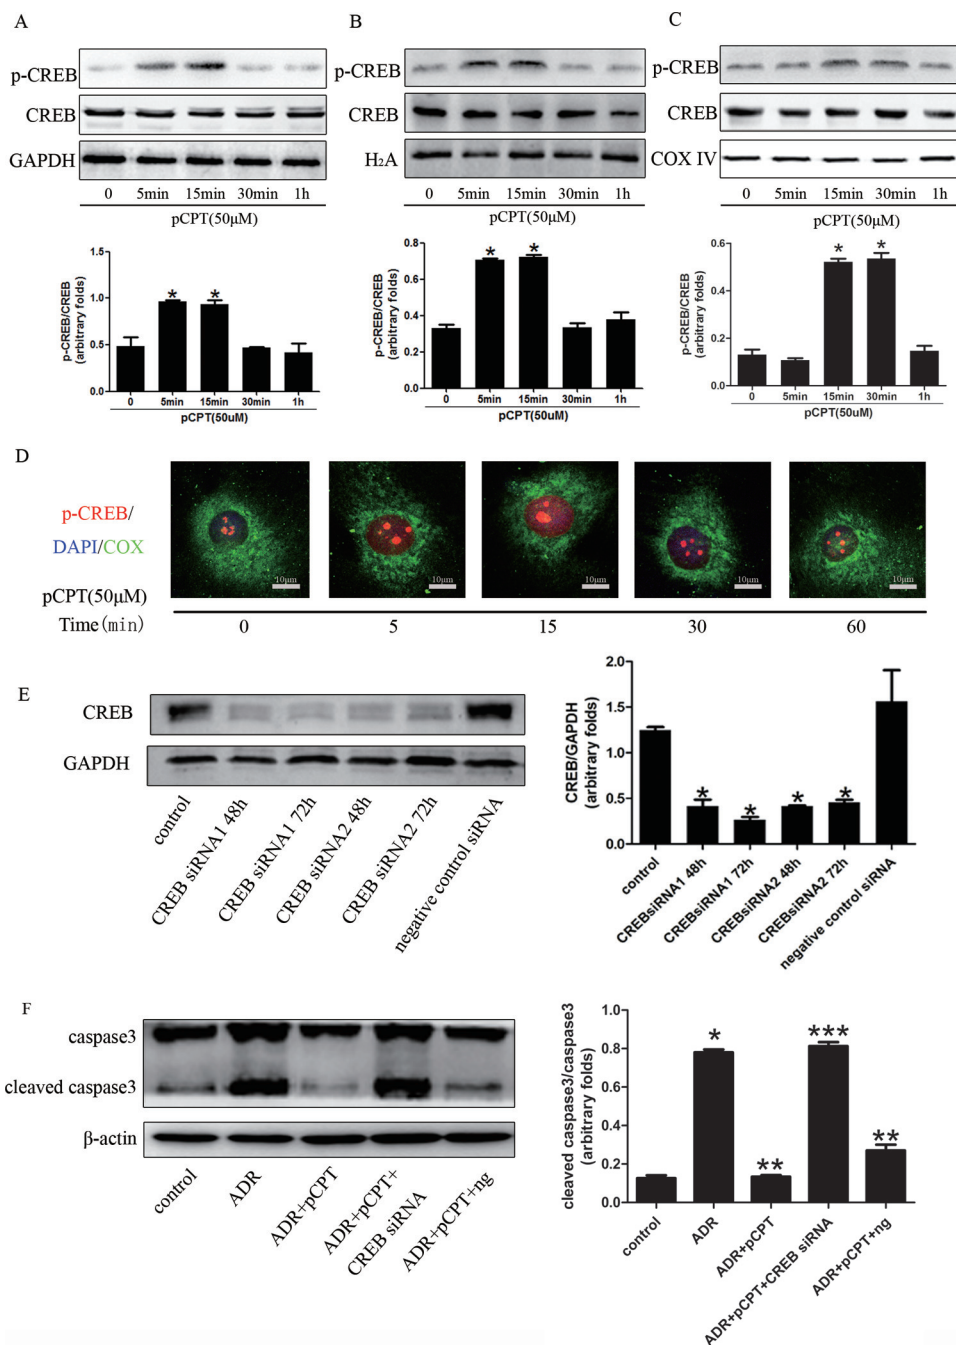 A
p-CREB
CREB
GAPDH
0 5min 15min 30min 1h
pCPT(50μM)
1.5
1.0
0.5
0.0
p-CREB/CREB
(arbitrary folds)
* *
0 5min 15min 30min 1h
pCPT(50uM)
B
p-CREB
CREB
H₂A
0 5min 15min 30min 1h
pCPT(50μM)
0.8
0.6
0.4
0.2
0.0
p-CREB/CREB
(arbitrary folds)
* *
0 5min 15min 30min 1h
pCPT(50uM)
C
p-CREB
CREB
COX IV
0 5min 15min 30min 1h
pCPT(50μM)
0.6
0.4
0.2
0.0
p-CREB/CREB
(arbitrary folds)
* *
0 5min 15min 30min 1h
pCPT(50uM)
D
p-CREB/
DAPI/COX
10μm 10μm 10μm 10μm 10μm
pCPT(50μM)
Time(min) 0 5 15 30 60
E
CREB
GAPDH
control
CREB siRNA1 48h
CREB siRNA1 72h
CREB siRNA2 48h
CREB siRNA2 72h
negative control siRNA
2.0
1.5
1.0
0.5
0.0
CREB/GAPDH
(arbitrary folds)
* * * *
control
CREBsiRNA1 48h
CREBsiRNA1 72h
CREBsiRNA2 48h
CREBsiRNA2 72h
negative control siRNA
F
caspase3
cleaved caspase3
β-actin
control
ADR
ADR+pCPT
ADR+pCPT+
CREB siRNA
ADR+pCPT+ng
0.8
0.6
0.4
0.2
0.0
cleaved caspase3/caspase3
(arbitrary folds)
* ** *** **
control
ADR
ADR+pCPT
ADR+pCPT+CREB siRNA
ADR+pCPT+ng